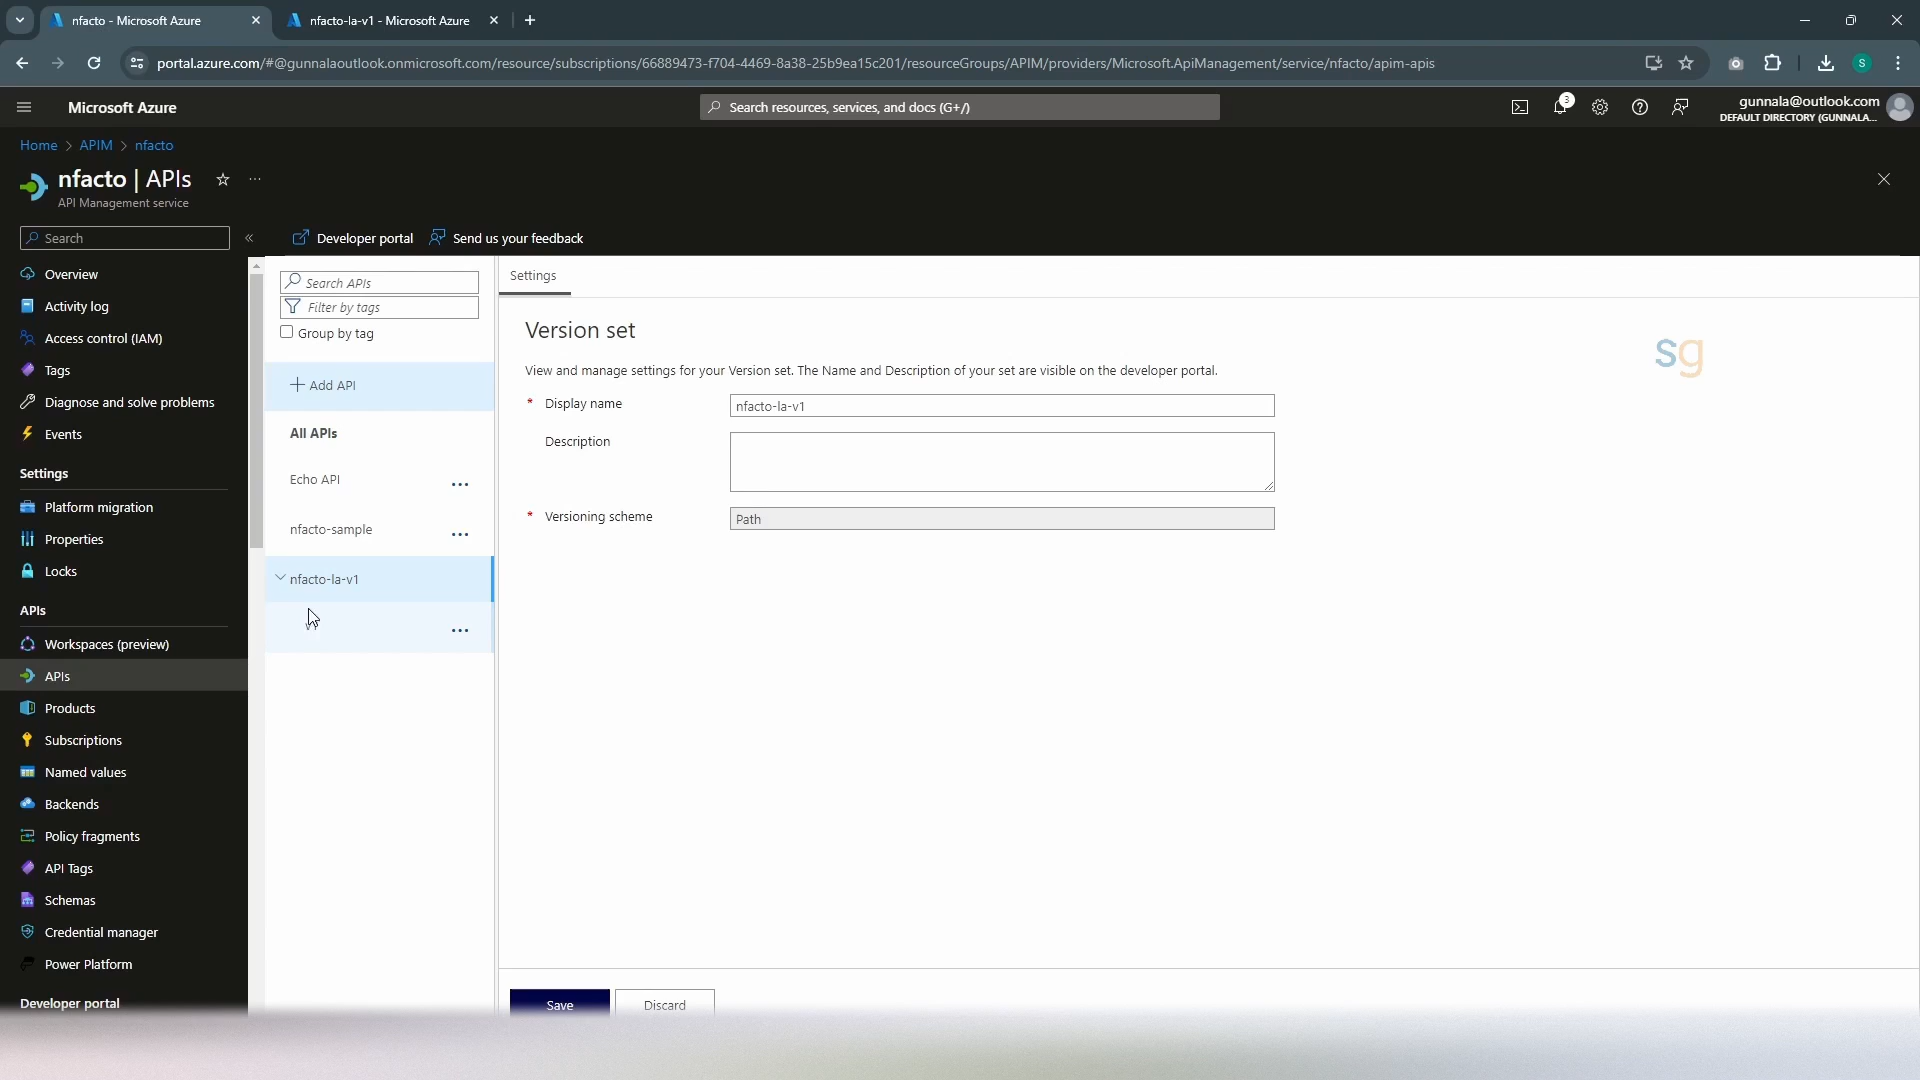 nfacto - Microsoft Azure
nfacto-la-v1 - Microsoft Azure
portal.azure.com/#@gunnalaoutlook.onmicrosoft.com/resource/subscriptions/66889473-f704-4469-8a38-25b9ea15c201/resourceGroups/APIM/providers/Microsoft.ApiManagement/service/nfacto/apim-apis
S
Microsoft Azure
Search resources, services, and docs (G+/)
3
gunnala@outlook.com
DEFAULT DIRECTORY (GUNNALA...
Home > APIM > nfacto
nfacto | APIs
API Management service
Search
Developer portal
Send us your feedback
Overview
Activity log
Access control (IAM)
Tags
Diagnose and solve problems
Events
Settings
Platform migration
Properties
Locks
APIs
Workspaces (preview)
APIs
Products
Subscriptions
Named values
Backends
Policy fragments
API Tags
Schemas
Credential manager
Power Platform
Developer portal
Search APIs
Filter by tags
Group by tag
+ Add API
All APIs
Echo API
nfacto-sample
nfacto-la-v1
Settings
Version set
sg
View and manage settings for your Version set. The Name and Description of your set are visible on the developer portal.
* Display name
nfacto-la-v1
Description
* Versioning scheme
Path
Save
Discard